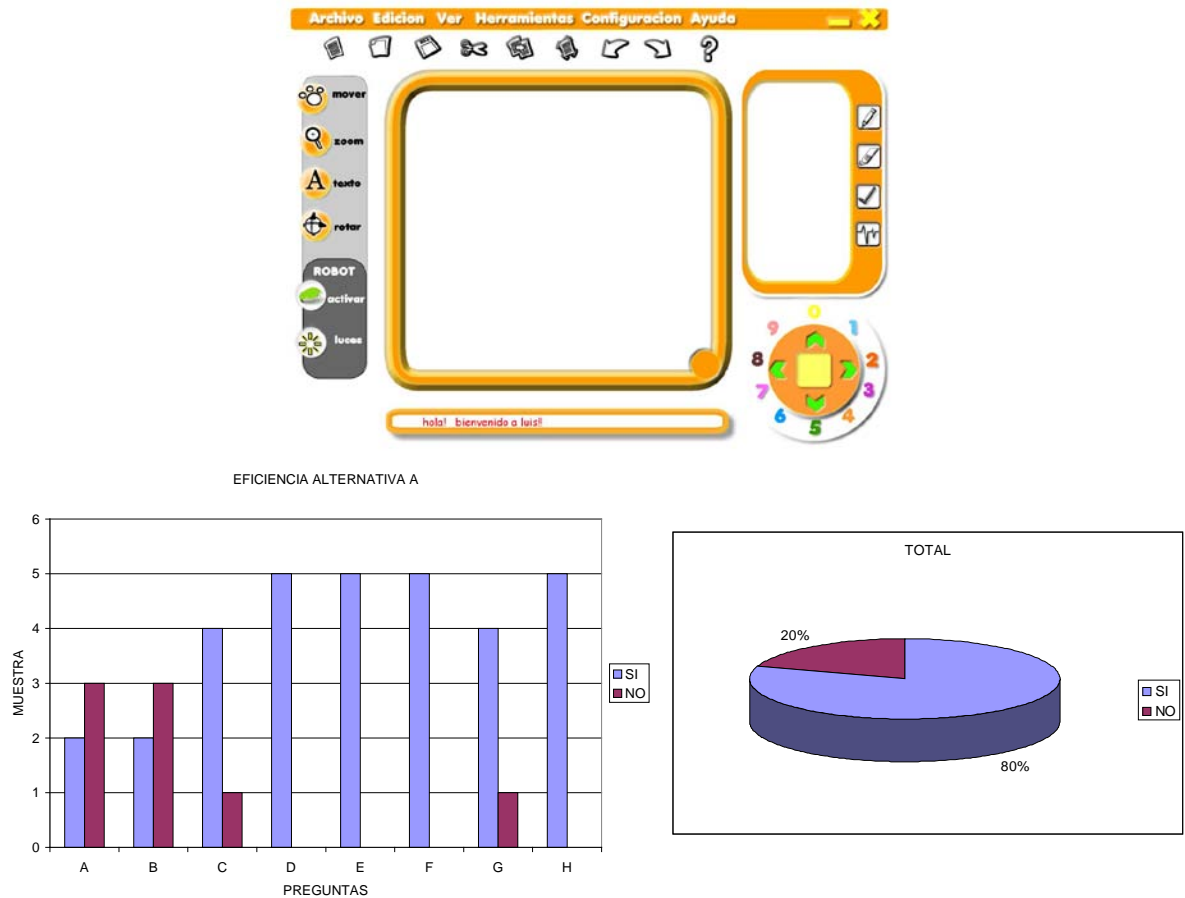 Archivo Edicion Ver Herramientas Configuracion Ayuda
?
mover
zoom
A texto
rotar
ROBOT
activar
luces
0
1
2
3
4
5
6
7
8
9
hola! bienvenido a luis!!
EFICIENCIA ALTERNATIVA A
MUESTRA
6
5
4
3
2
1
0
A B C D E F G H
PREGUNTAS
SI
NO
TOTAL
20%
80%
SI
NO